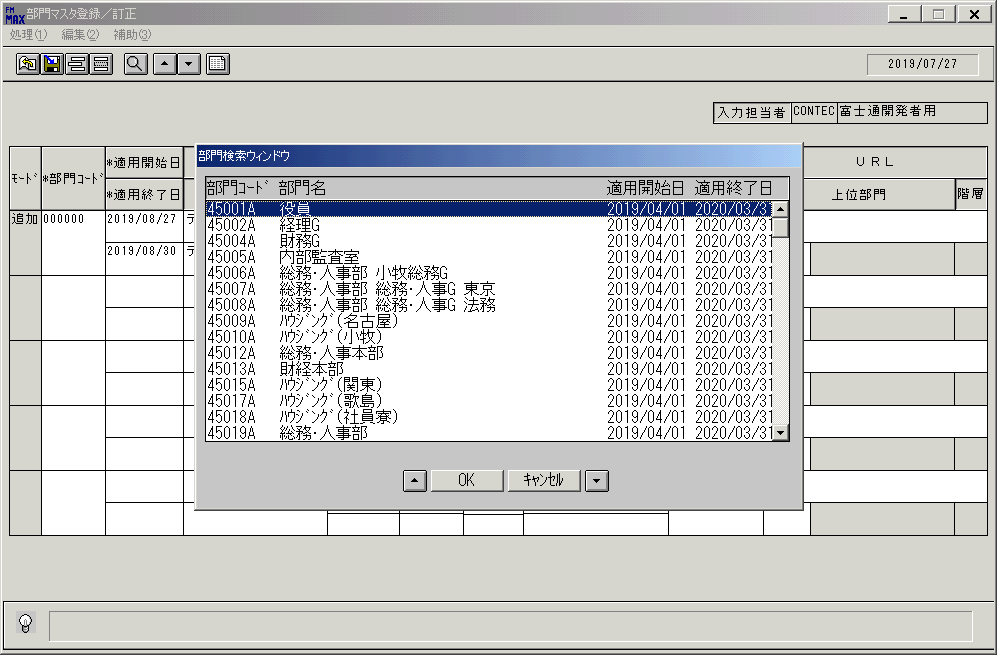 FM MAX 部門マスタ登録／訂正
処理(1) 編集(2) 補助(3)
2019/07/27
入力担当者 CONTEC 富士通開発者用
ﾓｰﾄﾞ *部門ｺｰﾄﾞ *適用開始日 URL
*適用終了日 上位部門 階層
追加 000000 2019/08/27
2019/08/30
部門検索ウィンドウ
部門ｺｰﾄﾞ 部門名 適用開始日 適用終了日
45001A 役員 2019/04/01 2020/03/31
45002A 経理G 2019/04/01 2020/03/31
45004A 財務G 2019/04/01 2020/03/31
45005A 内部監査室 2019/04/01 2020/03/31
45006A 総務･人事部 小牧総務G 2019/04/01 2020/03/31
45007A 総務･人事部 総務･人事G 東京 2019/04/01 2020/03/31
45008A 総務･人事部 総務･人事G 法務 2019/04/01 2020/03/31
45009A ﾊｳｼﾞﾝｸﾞ(名古屋) 2019/04/01 2020/03/31
45010A ﾊｳｼﾞﾝｸﾞ(小牧) 2019/04/01 2020/03/31
45012A 総務･人事本部 2019/04/01 2020/03/31
45013A 財経本部 2019/04/01 2020/03/31
45015A ﾊｳｼﾞﾝｸﾞ(関東) 2019/04/01 2020/03/31
45017A ﾊｳｼﾞﾝｸﾞ(歌島) 2019/04/01 2020/03/31
45018A ﾊｳｼﾞﾝｸﾞ(社員寮) 2019/04/01 2020/03/31
45019A 総務･人事部 2019/04/01 2020/03/31
OK ｷｬﾝｾﾙ